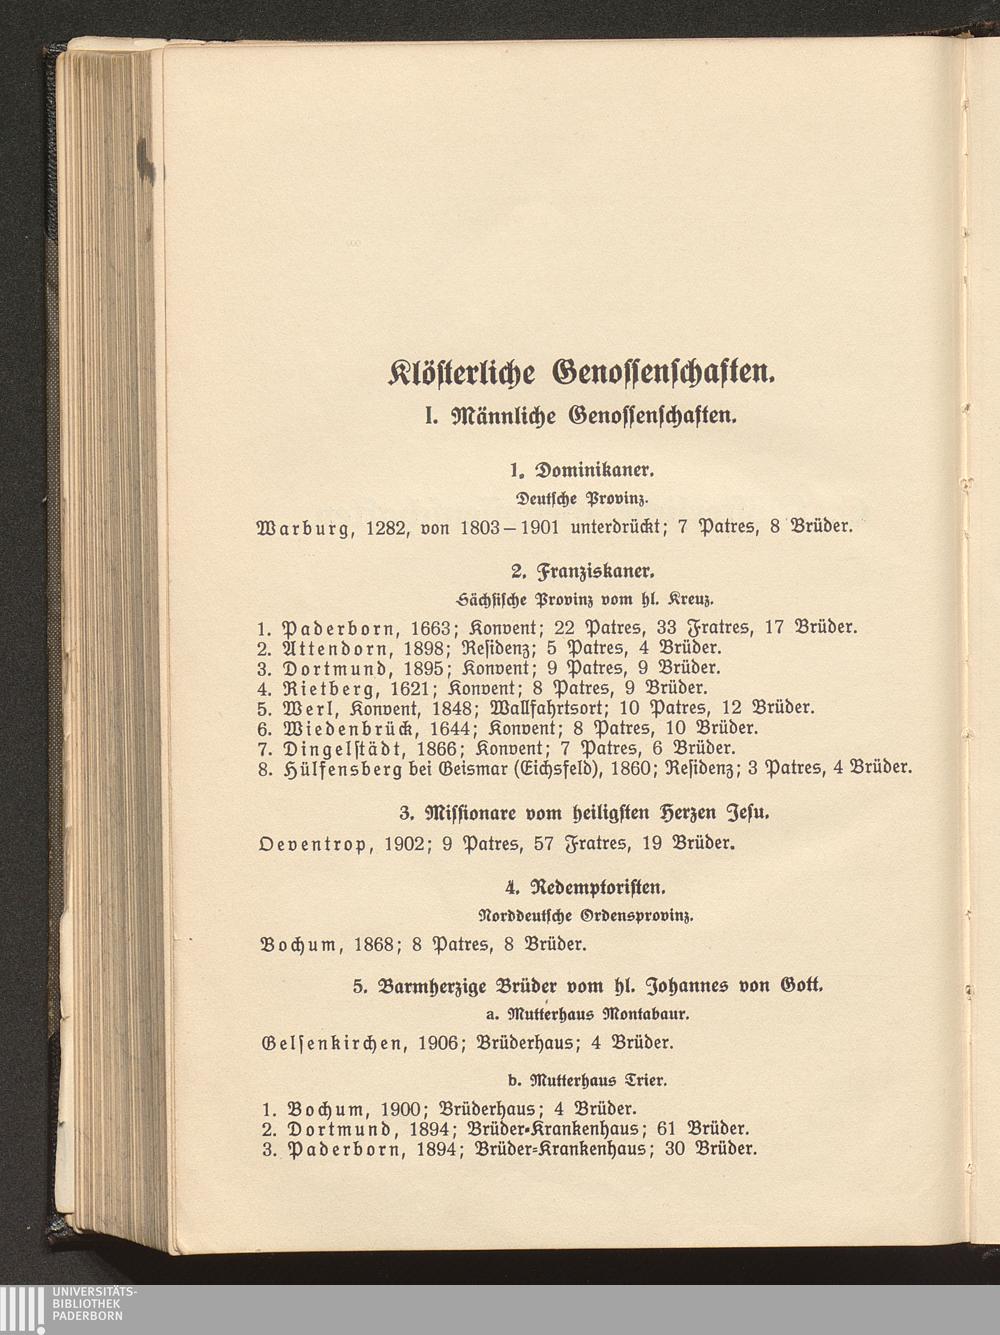 Klösterliche Genossenschaften.
I. Männliche Genossenschaften.
1. Dominikaner.
Deutsche Provinz.
Warburg, 1282, von 1803–1901 unterdrückt; 7 Patres, 8 Brüder.
2. Franziskaner.
Sächsische Provinz vom hl. Kreuz.
1. Paderborn, 1663; Konvent; 22 Patres, 33 Fratres, 17 Brüder.
2. Attendorn, 1898; Residenz; 5 Patres, 4 Brüder.
3. Dortmund, 1895; Konvent; 9 Patres, 9 Brüder.
4. Rietberg, 1621; Konvent; 8 Patres, 9 Brüder.
5. Werl, Konvent, 1848; Wallfahrtsort; 10 Patres, 12 Brüder.
6. Wiedenbrück, 1644; Konvent; 8 Patres, 10 Brüder.
7. Dingelstädt, 1866; Konvent; 7 Patres, 6 Brüder.
8. Hülfensberg bei Geismar (Eichsfeld), 1860; Residenz; 3 Patres, 4 Brüder.
3. Missionare vom heiligsten Herzen Jesu.
Oeventrop, 1902; 9 Patres, 57 Fratres, 19 Brüder.
4. Redemptoristen.
Norddeutsche Ordensprovinz.
Bochum, 1868; 8 Patres, 8 Brüder.
5. Barmherzige Brüder vom hl. Johannes von Gott.
a. Mutterhaus Montabaur.
Gelsenkirchen, 1906; Brüderhaus; 4 Brüder.
b. Mutterhaus Trier.
1. Bochum, 1900; Brüderhaus; 4 Brüder.
2. Dortmund, 1894; Brüder-Krankenhaus; 61 Brüder.
3. Paderborn, 1894; Brüder-Krankenhaus; 30 Brüder.
UNIVERSITÄTS-
BIBLIOTHEK
PADERBORN